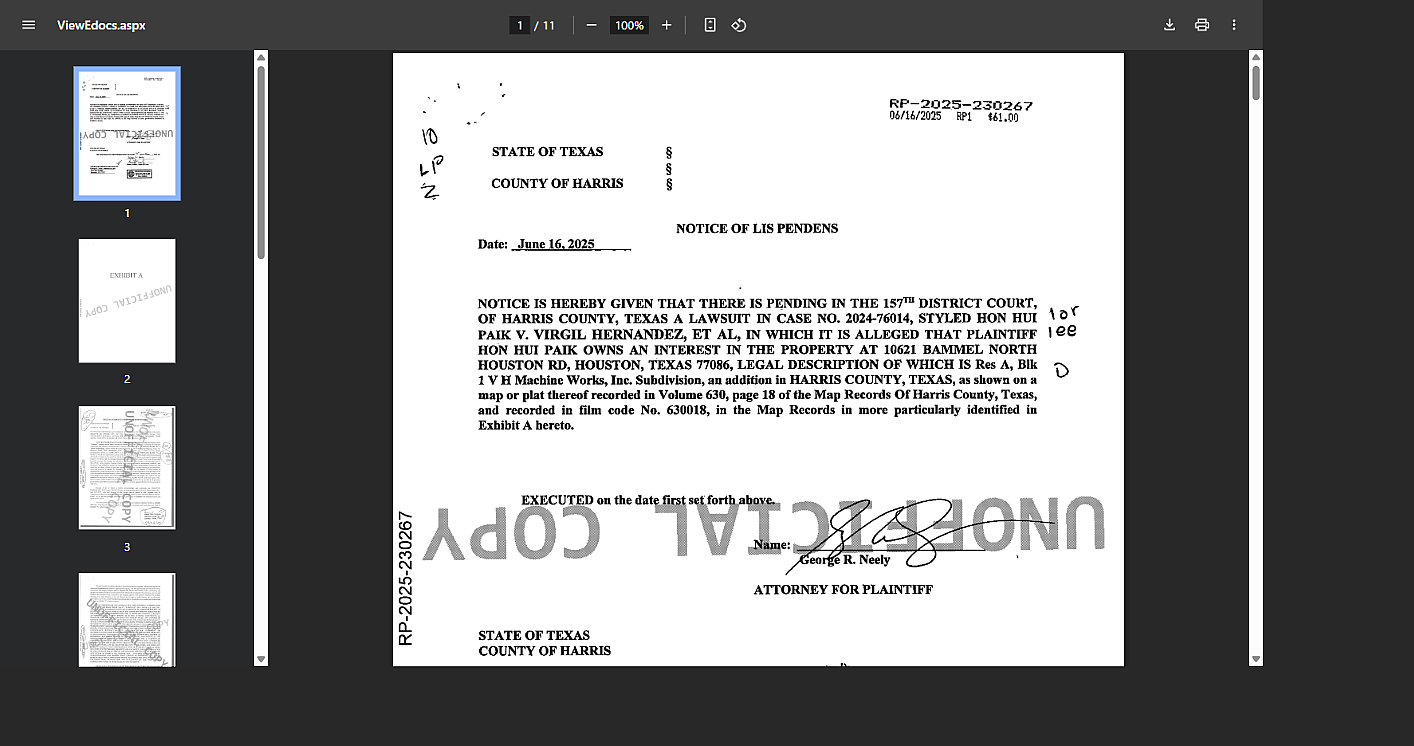 ViewEdocs.aspx
1 / 11
100%
1
EXHIBIT A
UNOFFICIAL COPY
2
UNOFFICIAL COPY
3
UNOFFICIAL COPY
RP-2025-230267
06/16/2025 RP1 $61.00
10
LP
Z
STATE OF TEXAS §
§
COUNTY OF HARRIS §
NOTICE OF LIS PENDENS
Date: June 16, 2025
NOTICE IS HEREBY GIVEN THAT THERE IS PENDING IN THE 157TH DISTRICT COURT,
OF HARRIS COUNTY, TEXAS A LAWSUIT IN CASE NO. 2024-76014, STYLED HON HUI
PAIK V. VIRGIL HERNANDEZ, ET AL, IN WHICH IT IS ALLEGED THAT PLAINTIFF
HON HUI PAIK OWNS AN INTEREST IN THE PROPERTY AT 10621 BAMMEL NORTH
HOUSTON RD, HOUSTON, TEXAS 77086, LEGAL DESCRIPTION OF WHICH IS Res A, Blk
1 V H Machine Works, Inc. Subdivision, an addition in HARRIS COUNTY, TEXAS, as shown on a
map or plat thereof recorded in Volume 630, page 18 of the Map Records Of Harris County, Texas,
and recorded in film code No. 630018, in the Map Records in more particularly identified in
Exhibit A hereto.
1or
1ee
D
EXECUTED on the date first set forth above.
UNOFFICIAL COPY
Name:
George R. Neely
ATTORNEY FOR PLAINTIFF
RP-2025-230267
STATE OF TEXAS
COUNTY OF HARRIS